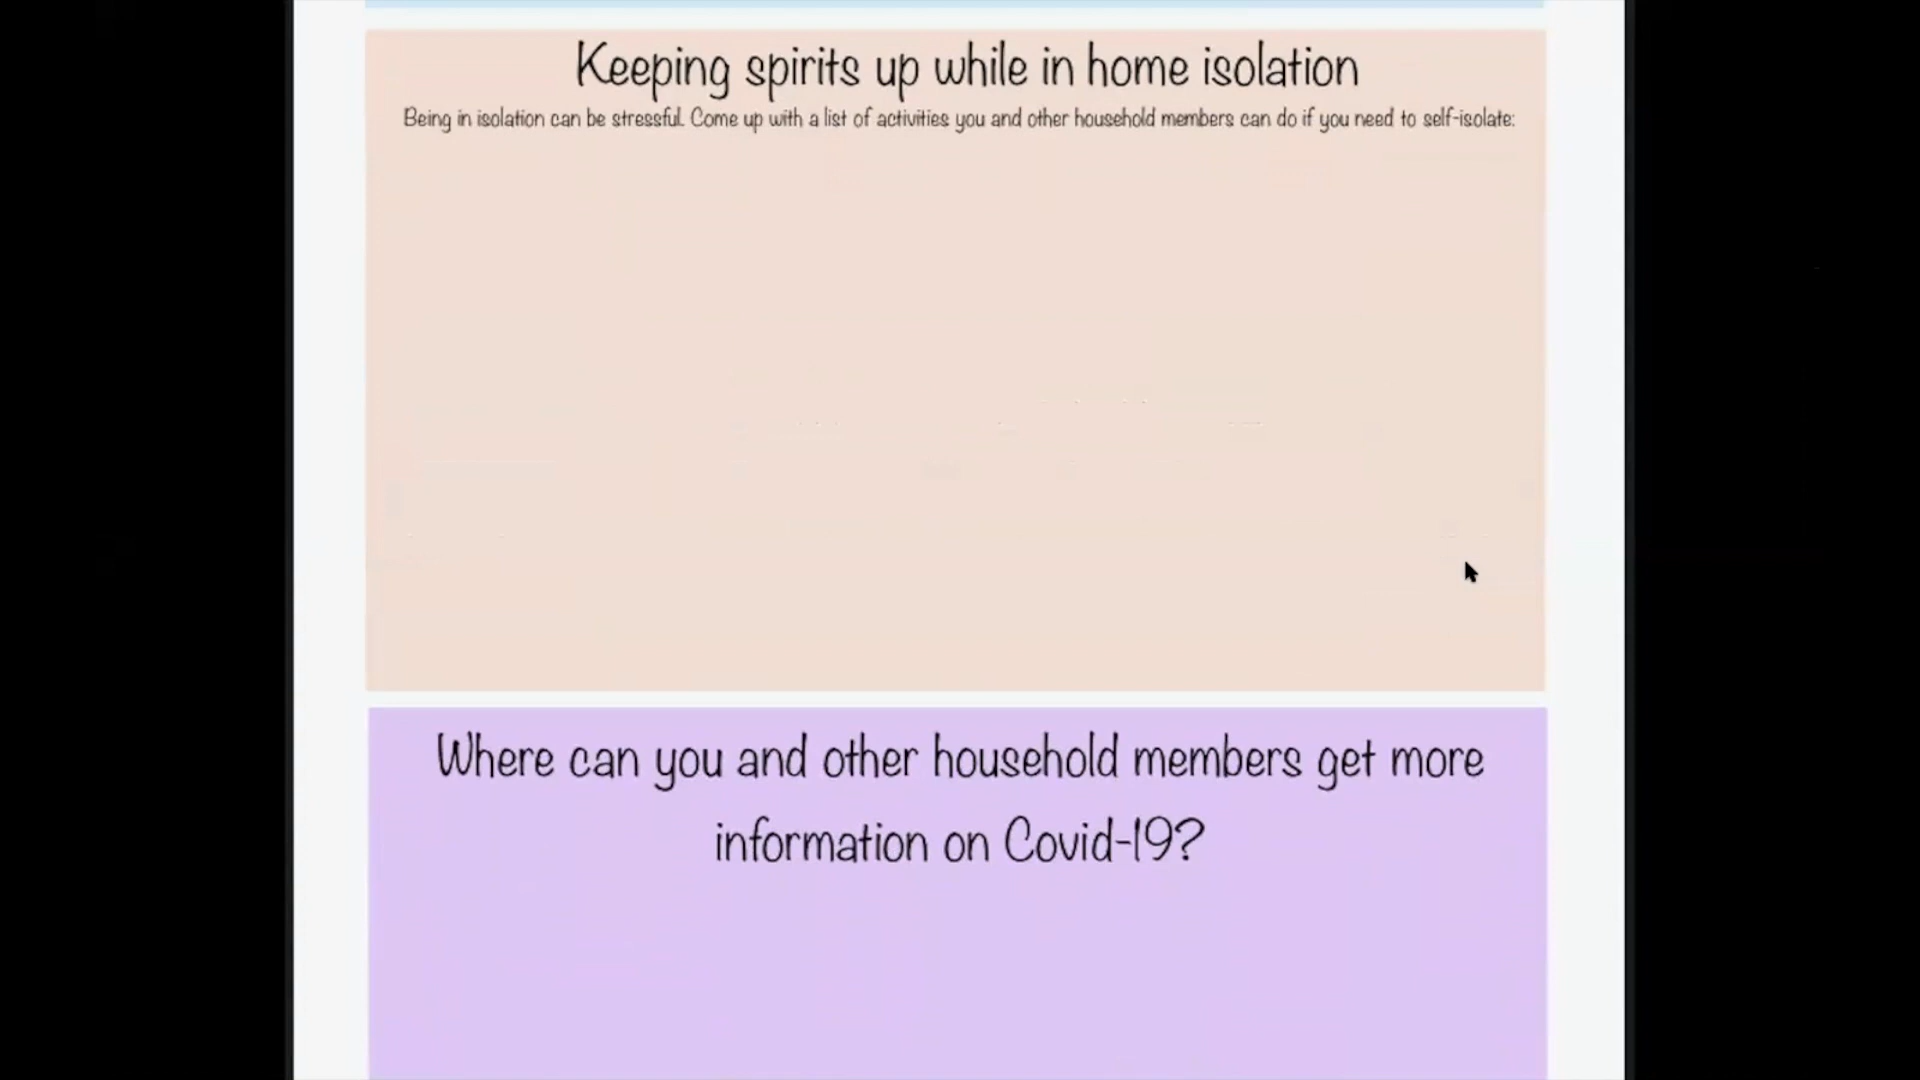 Keeping spirits up while in home isolation
Being in isolation can be stressful. Come up with a list of activities you and other household members can do if you need to self-isolate:
Where can you and other household members get more
information on Covid-19?